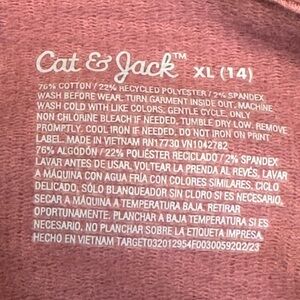 Cat & Jack™ XL (14)
76% COTTON / 22% RECYCLED POLYESTER / 2% SPANDEX
WASH BEFORE WEAR. TURN GARMENT INSIDE OUT. MACHINE
WASH COLD WITH LIKE COLORS. GENTLE CYCLE. ONLY
NON CHLORINE BLEACH IF NEEDED. TUMBLE DRY LOW. REMOVE
PROMPTLY. COOL IRON IF NEEDED. DO NOT IRON ON PRINT
LABEL. MADE IN VIETNAM RN17730 VN1042782
76% ALGODÓN / 22% POLIÉSTER RECICLADO / 2% SPANDEX
LAVAR ANTES DE USAR. VOLTEAR LA PRENDA AL REVÉS, LAVAR
A MÁQUINA CON AGUA FRÍA CON COLORES SIMILARES. CICLO
DELICADO, SÓLO BLANQUEADOR SIN CLORO SI ES NECESARIO.
SECAR A MÁQUINA A TEMPERATURA BAJA. RETIRAR
OPORTUNAMENTE. PLANCHAR A BAJA TEMPERATURA SI ES
NECESARIO. NO PLANCHAR SOBRE LA ETIQUETA IMPRESA.
HECHO EN VIETNAM TARGET032012954F0030059202/23